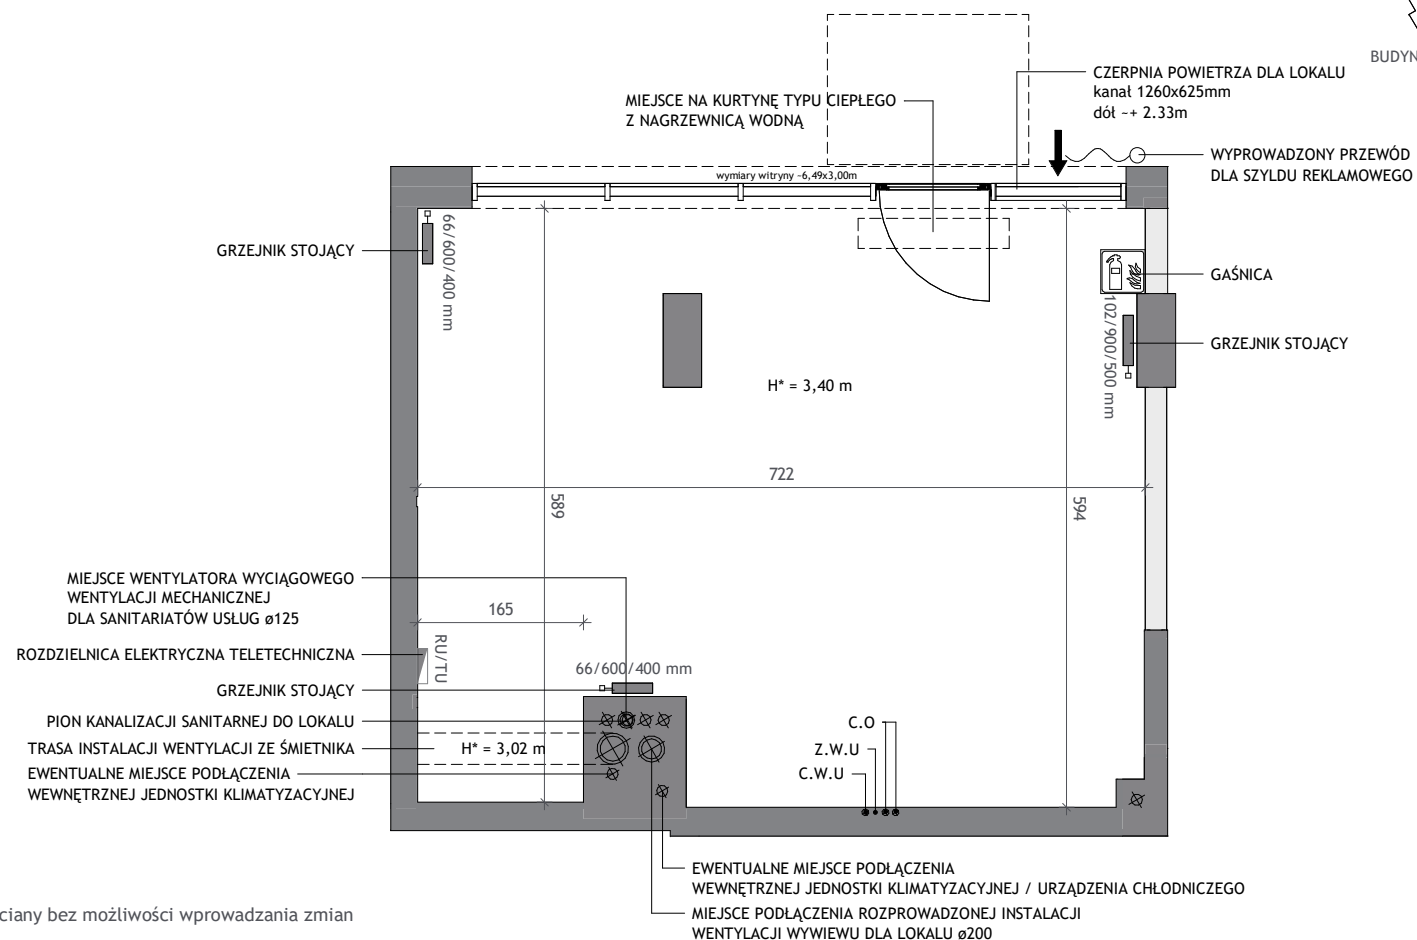 BUDYN
CZERPNIA POWIETRZA DLA LOKALU
kanał 1260x625mm
dół ~+ 2.33m
MIEJSCE NA KURTYNĘ TYPU CIEPŁEGO
Z NAGRZEWNICĄ WODNĄ
WYPROWADZONY PRZEWÓD
DLA SZYLDU REKLAMOWEGO
wymiary witryny ~6,49x3,00m
GRZEJNIK STOJĄCY
66/600/400 mm
GAŚNICA
102/900/500 mm
GRZEJNIK STOJĄCY
H* = 3,40 m
722
589
594
MIEJSCE WENTYLATORA WYCIĄGOWEGO
WENTYLACJI MECHANICZNEJ
DLA SANITARIATÓW USŁUG ø125
165
ROZDZIELNICA ELEKTRYCZNA TELETECHNICZNA
RU/TU
66/600/400 mm
GRZEJNIK STOJĄCY
PION KANALIZACJI SANITARNEJ DO LOKALU
TRASA INSTALACJI WENTYLACJI ZE ŚMIETNIKA
H* = 3,02 m
EWENTUALNE MIEJSCE PODŁĄCZENIA
WEWNĘTRZNEJ JEDNOSTKI KLIMATYZACYJNEJ
C.O
Z.W.U
C.W.U
EWENTUALNE MIEJSCE PODŁĄCZENIA
WEWNĘTRZNEJ JEDNOSTKI KLIMATYZACYJNEJ / URZĄDZENIA CHŁODNICZEGO
MIEJSCE PODŁĄCZENIA ROZPROWADZONEJ INSTALACJI
WENTYLACJI WYWIEWU DLA LOKALU ø200
ciany bez możliwości wprowadzania zmian